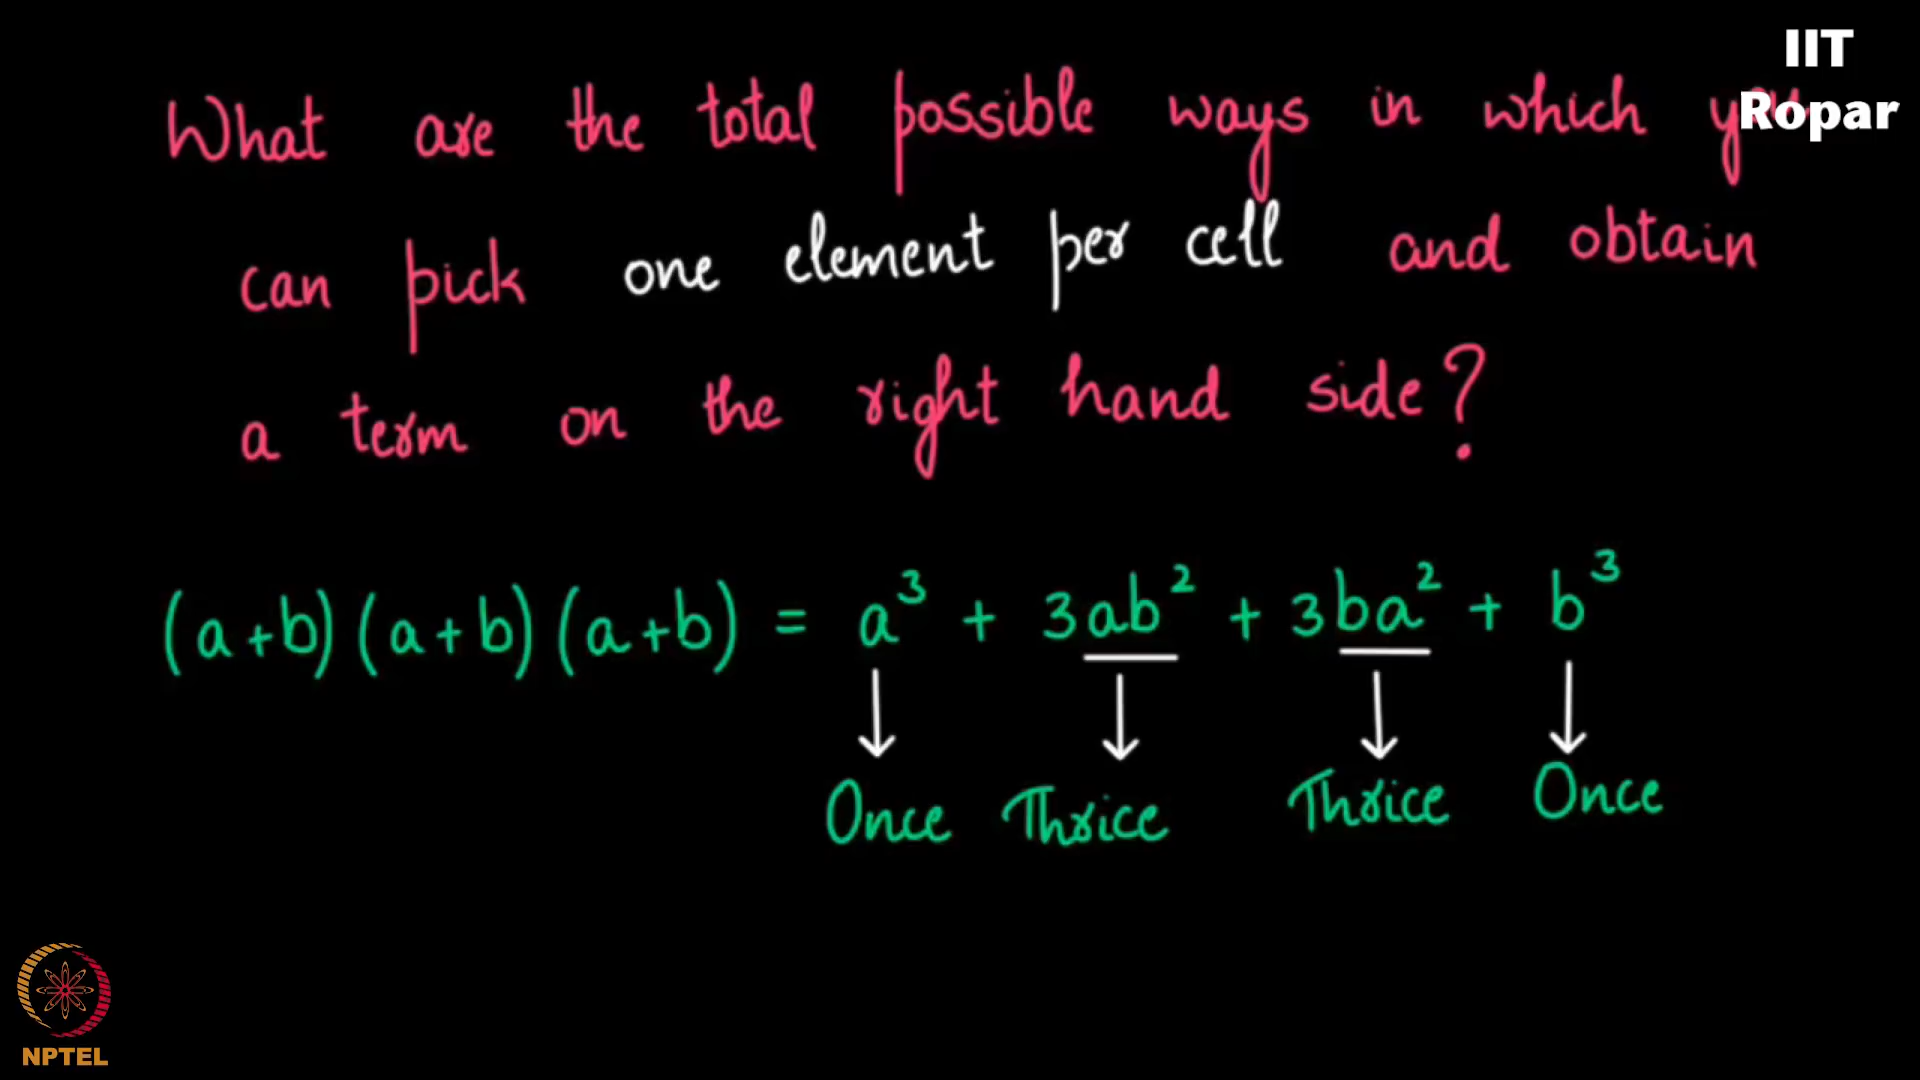 IIT
Ropar
What are the total possible ways in which
can pick one element per cell and obtain
a term on the right hand side?
(a+b)(a+b)(a+b) = a³ + 3ab² + 3ba² + b³
Once Thrice Thrice Once
NPTEL